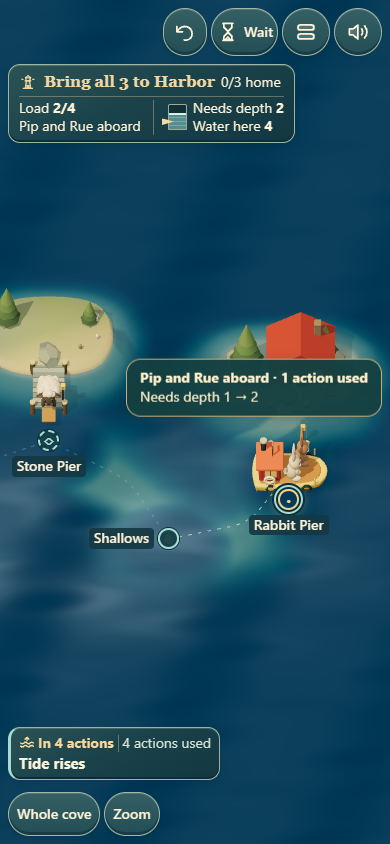 Wait
Bring all 3 to Harbor 0/3 home
Load 2/4
Pip and Rue aboard
Needs depth 2
Water here 4
Pip and Rue aboard · 1 action used
Needs depth 1 → 2
Stone Pier
Rabbit Pier
Shallows
In 4 actions | 4 actions used
Tide rises
Whole cove
Zoom